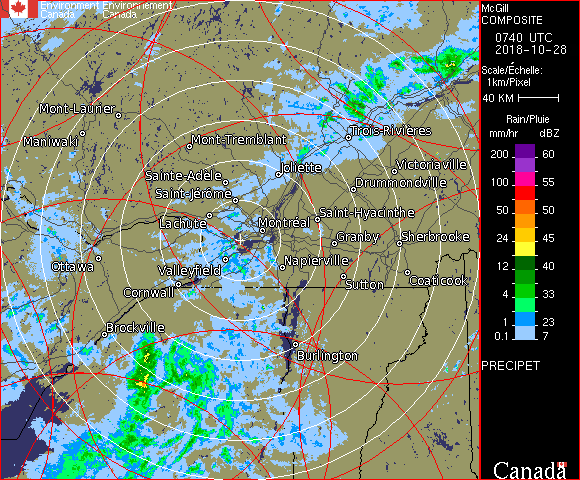 Environment Environnement
Canada Canada
McGill
COMPOSITE
0740 UTC
2018-10-28
Scale/Échelle:
1km/Pixel
40 KM
Rain/Pluie
mm/hr dBZ
200 60
100 55
50 50
24 45
12 40
4 33
1 23
0.1 7
PRECIPET
Canada
Mont-Laurier
Maniwaki
Mont-Tremblant
Trois-Rivières
Joliette
Victoriaville
Sainte-Adèle
Drummondville
Saint-Jérôme
Saint-Hyacinthe
Lachute
Montréal
Granby
Sherbrooke
Ottawa
Valleyfield
Napierville
Cornwall
Sutton
Coaticook
Brockville
Burlington